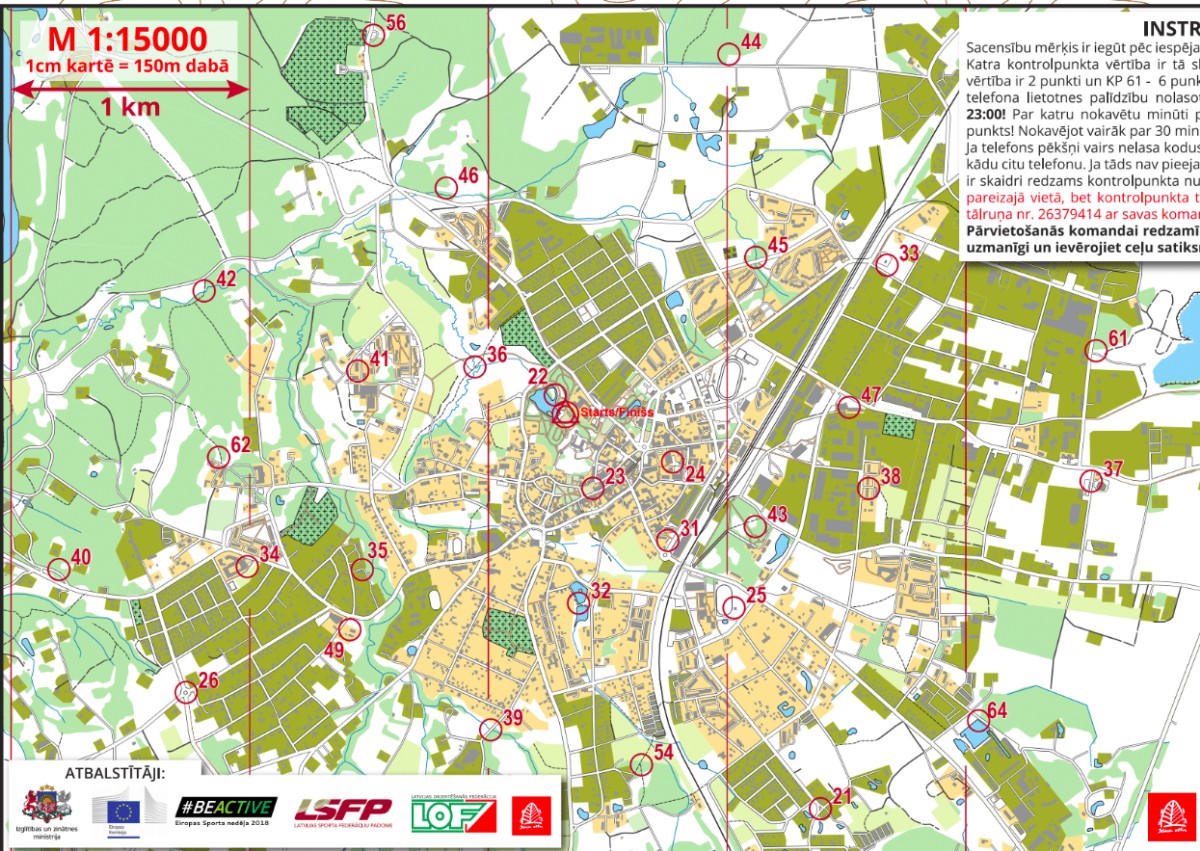 M 1:15000
1cm kartē = 150m dabā
1 km
INSTR
Sacensību mērķis ir iegūt pēc iespēja
Katra kontrolpunkta vērtība ir tā sk
vērtība ir 2 punkti un KP 61 - 6 punk
telefona lietotnes palīdzību nolaso
23:00! Par katru nokavētu minūti p
punkts! Nokavējot vairāk par 30 min
Ja telefons pēkšņi vairs nelasa kodus
kādu citu telefonu. Ja tāds nav pieeja
ir skaidri redzams kontrolpunkta nu
pareizajā vietā, bet kontrolpunkta t
tālruņa nr. 26379414 ar savas koma
Pārvietošanās komandai redzamī
uzmanīgi un ievērojiet ceļu satiks
56
44
46
45
33
42
61
36
41
22
Starts/Finišs
47
62
24
23
38
37
43
31
34
35
40
32
25
49
26
39
64
54
21
ATBALSTĪTĀJI:
Izglītības un zinātnes
ministrija
Eiropas
Komisija
#BEACTIVE
Eiropas Sporta nedēļa 2018
LSFP
LATVIJAS SPORTA FEDERĀCIJU PADOME
LATVIJAS ORIENTĒŠANĀS FEDERĀCIJA
LOF